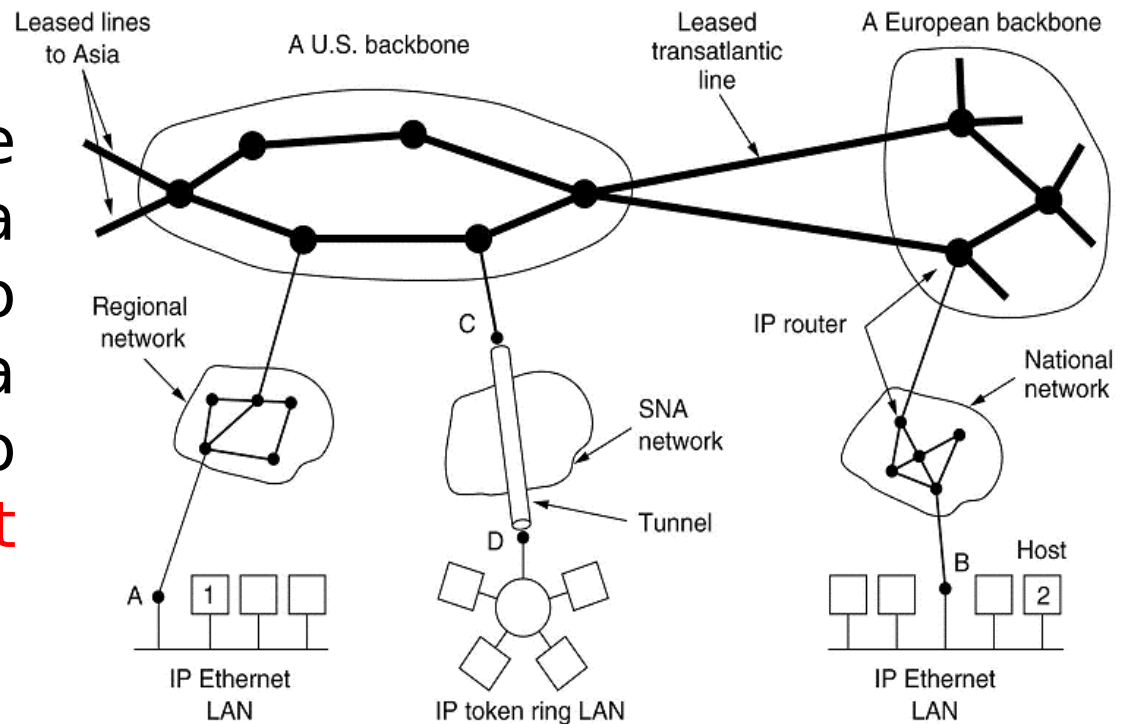 Leased lines
to Asia
A U.S. backbone
Leased
transatlantic
line
A European backbone
e
a
o
a
o
t
Regional
network
C
IP router
National
network
SNA
network
Tunnel
D
A
1
B
Host
2
IP Ethernet
LAN
IP token ring LAN
IP Ethernet
LAN